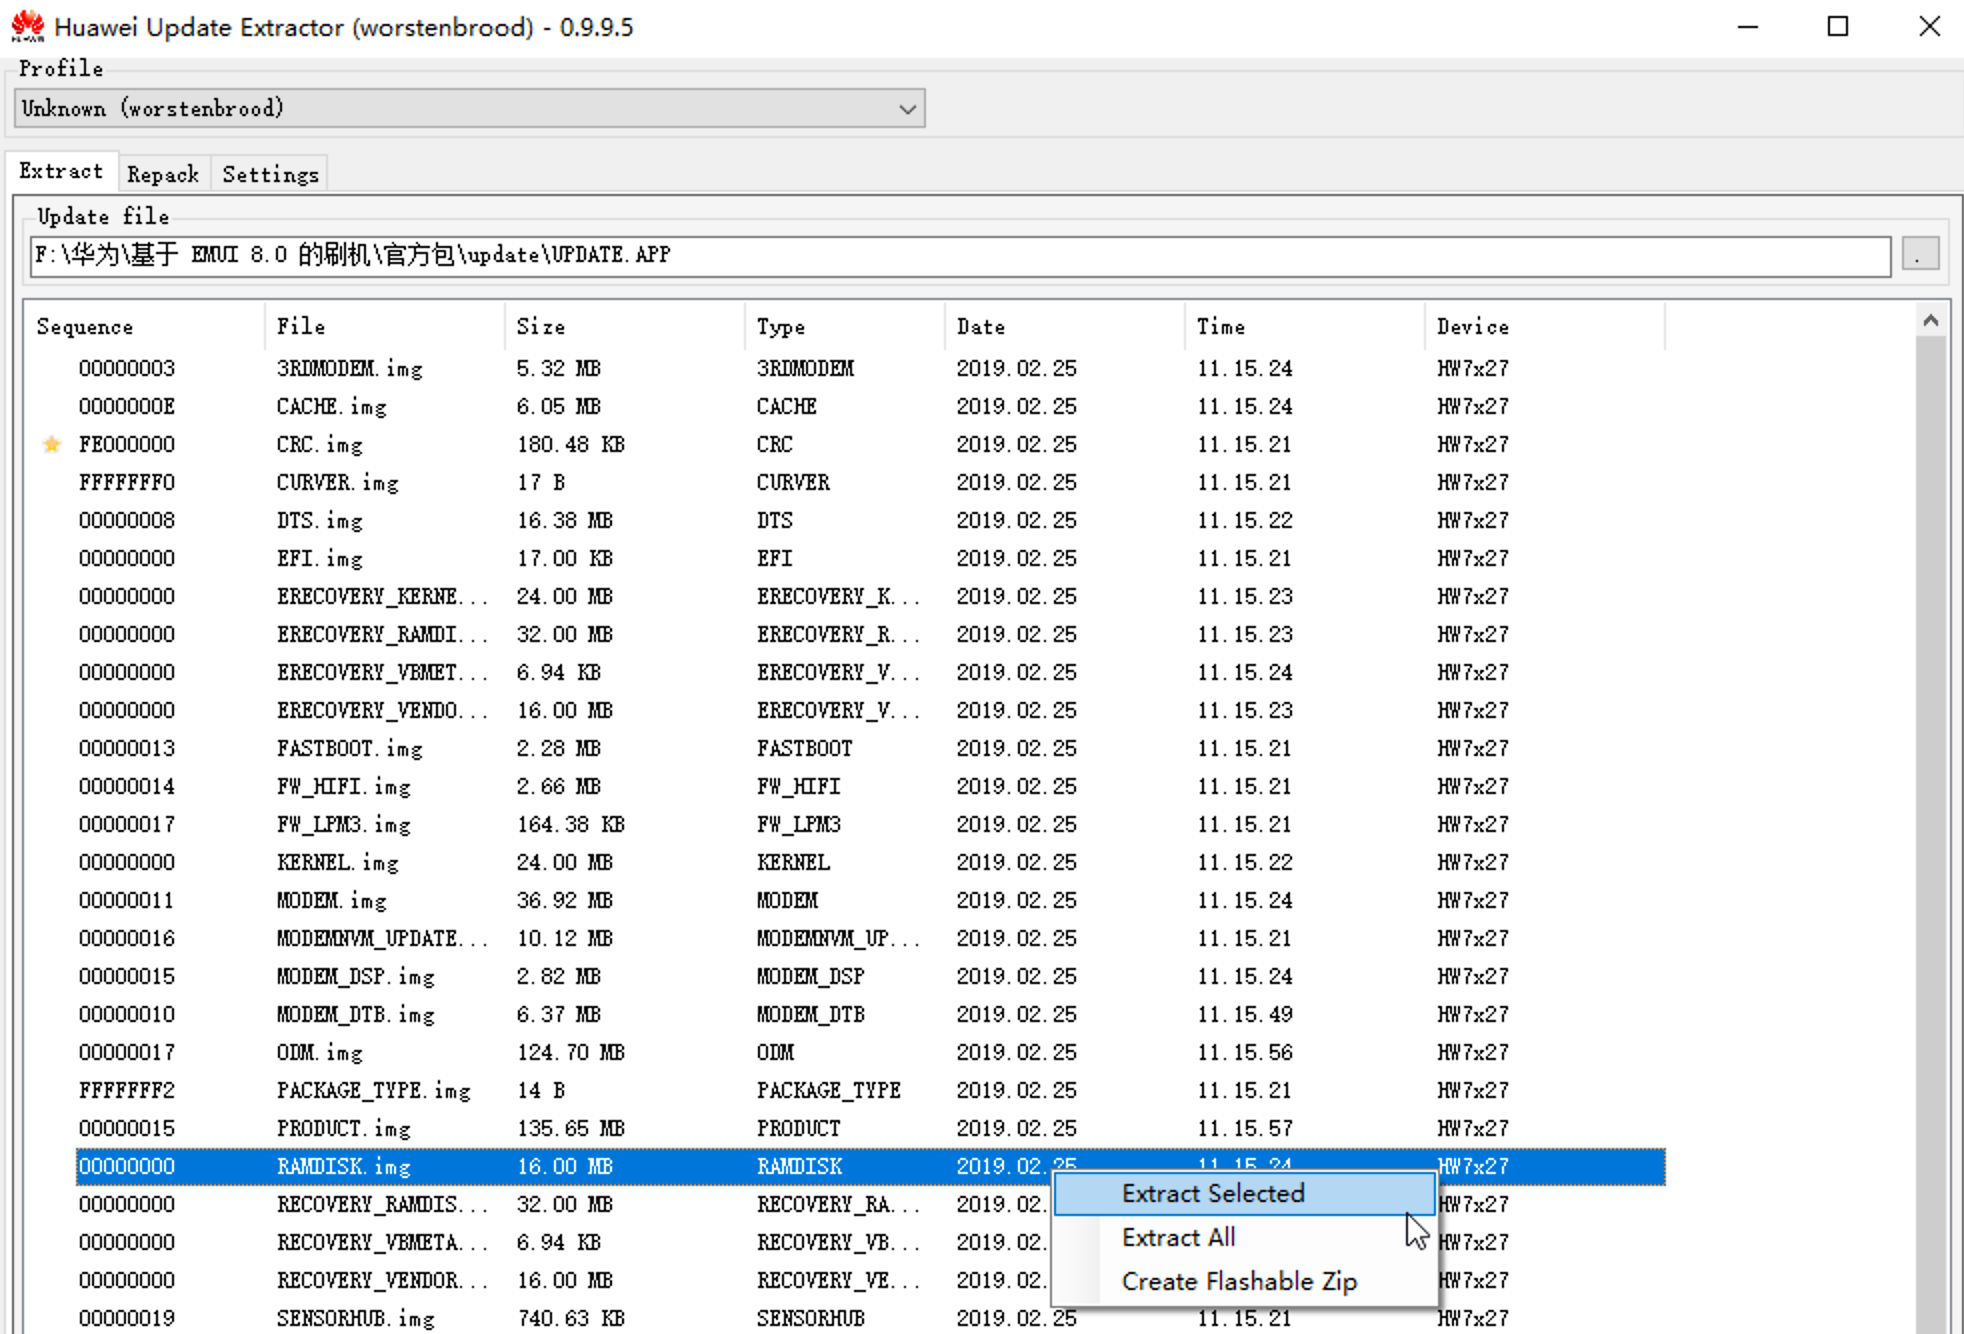 Huawei Update Extractor (worstenbrood) - 0.9.9.5
Profile
Unknown (worstenbrood)
Extract Repack Settings
Update file
F:\华为\基于 EMUI 8.0 的刷机\官方包\update\UPDATE.APP .
Sequence File Size Type Date Time Device
00000003 3RDMODEM.img 5.32 MB 3RDMODEM 2019.02.25 11.15.24 HW7x27
0000000E CACHE.img 6.05 MB CACHE 2019.02.25 11.15.24 HW7x27
FE000000 CRC.img 180.48 KB CRC 2019.02.25 11.15.21 HW7x27
FFFFFFF0 CURVER.img 17 B CURVER 2019.02.25 11.15.21 HW7x27
00000008 DTS.img 16.38 MB DTS 2019.02.25 11.15.22 HW7x27
00000000 EFI.img 17.00 KB EFI 2019.02.25 11.15.21 HW7x27
00000000 ERECOVERY_KERNE... 24.00 MB ERECOVERY_K... 2019.02.25 11.15.23 HW7x27
00000000 ERECOVERY_RAMDI... 32.00 MB ERECOVERY_R... 2019.02.25 11.15.23 HW7x27
00000000 ERECOVERY_VBMET... 6.94 KB ERECOVERY_V... 2019.02.25 11.15.24 HW7x27
00000000 ERECOVERY_VENDO... 16.00 MB ERECOVERY_V... 2019.02.25 11.15.23 HW7x27
00000013 FASTBOOT.img 2.28 MB FASTBOOT 2019.02.25 11.15.21 HW7x27
00000014 FW_HIFI.img 2.66 MB FW_HIFI 2019.02.25 11.15.21 HW7x27
00000017 FW_LPM3.img 164.38 KB FW_LPM3 2019.02.25 11.15.21 HW7x27
00000000 KERNEL.img 24.00 MB KERNEL 2019.02.25 11.15.22 HW7x27
00000011 MODEM.img 36.92 MB MODEM 2019.02.25 11.15.24 HW7x27
00000016 MODEMNVM_UPDATE... 10.12 MB MODEMNVM_UP... 2019.02.25 11.15.21 HW7x27
00000015 MODEM_DSP.img 2.82 MB MODEM_DSP 2019.02.25 11.15.24 HW7x27
00000010 MODEM_DTB.img 6.37 MB MODEM_DTB 2019.02.25 11.15.49 HW7x27
00000017 ODM.img 124.70 MB ODM 2019.02.25 11.15.56 HW7x27
FFFFFFF2 PACKAGE_TYPE.img 14 B PACKAGE_TYPE 2019.02.25 11.15.21 HW7x27
00000015 PRODUCT.img 135.65 MB PRODUCT 2019.02.25 11.15.57 HW7x27
00000000 RAMDISK.img 16.00 MB RAMDISK 2019.02.25 11.15.24 HW7x27
Extract Selected
00000000 RECOVERY_RAMDIS... 32.00 MB RECOVERY_RA... 2019.02. HW7x27
Extract All
00000000 RECOVERY_VBMETA... 6.94 KB RECOVERY_VB... 2019.02. HW7x27
Create Flashable Zip
00000000 RECOVERY_VENDOR... 16.00 MB RECOVERY_VE... 2019.02. HW7x27
00000019 SENSORHUB.img 740.63 KB SENSORHUB 2019.02.25 11.15.21 HW7x27